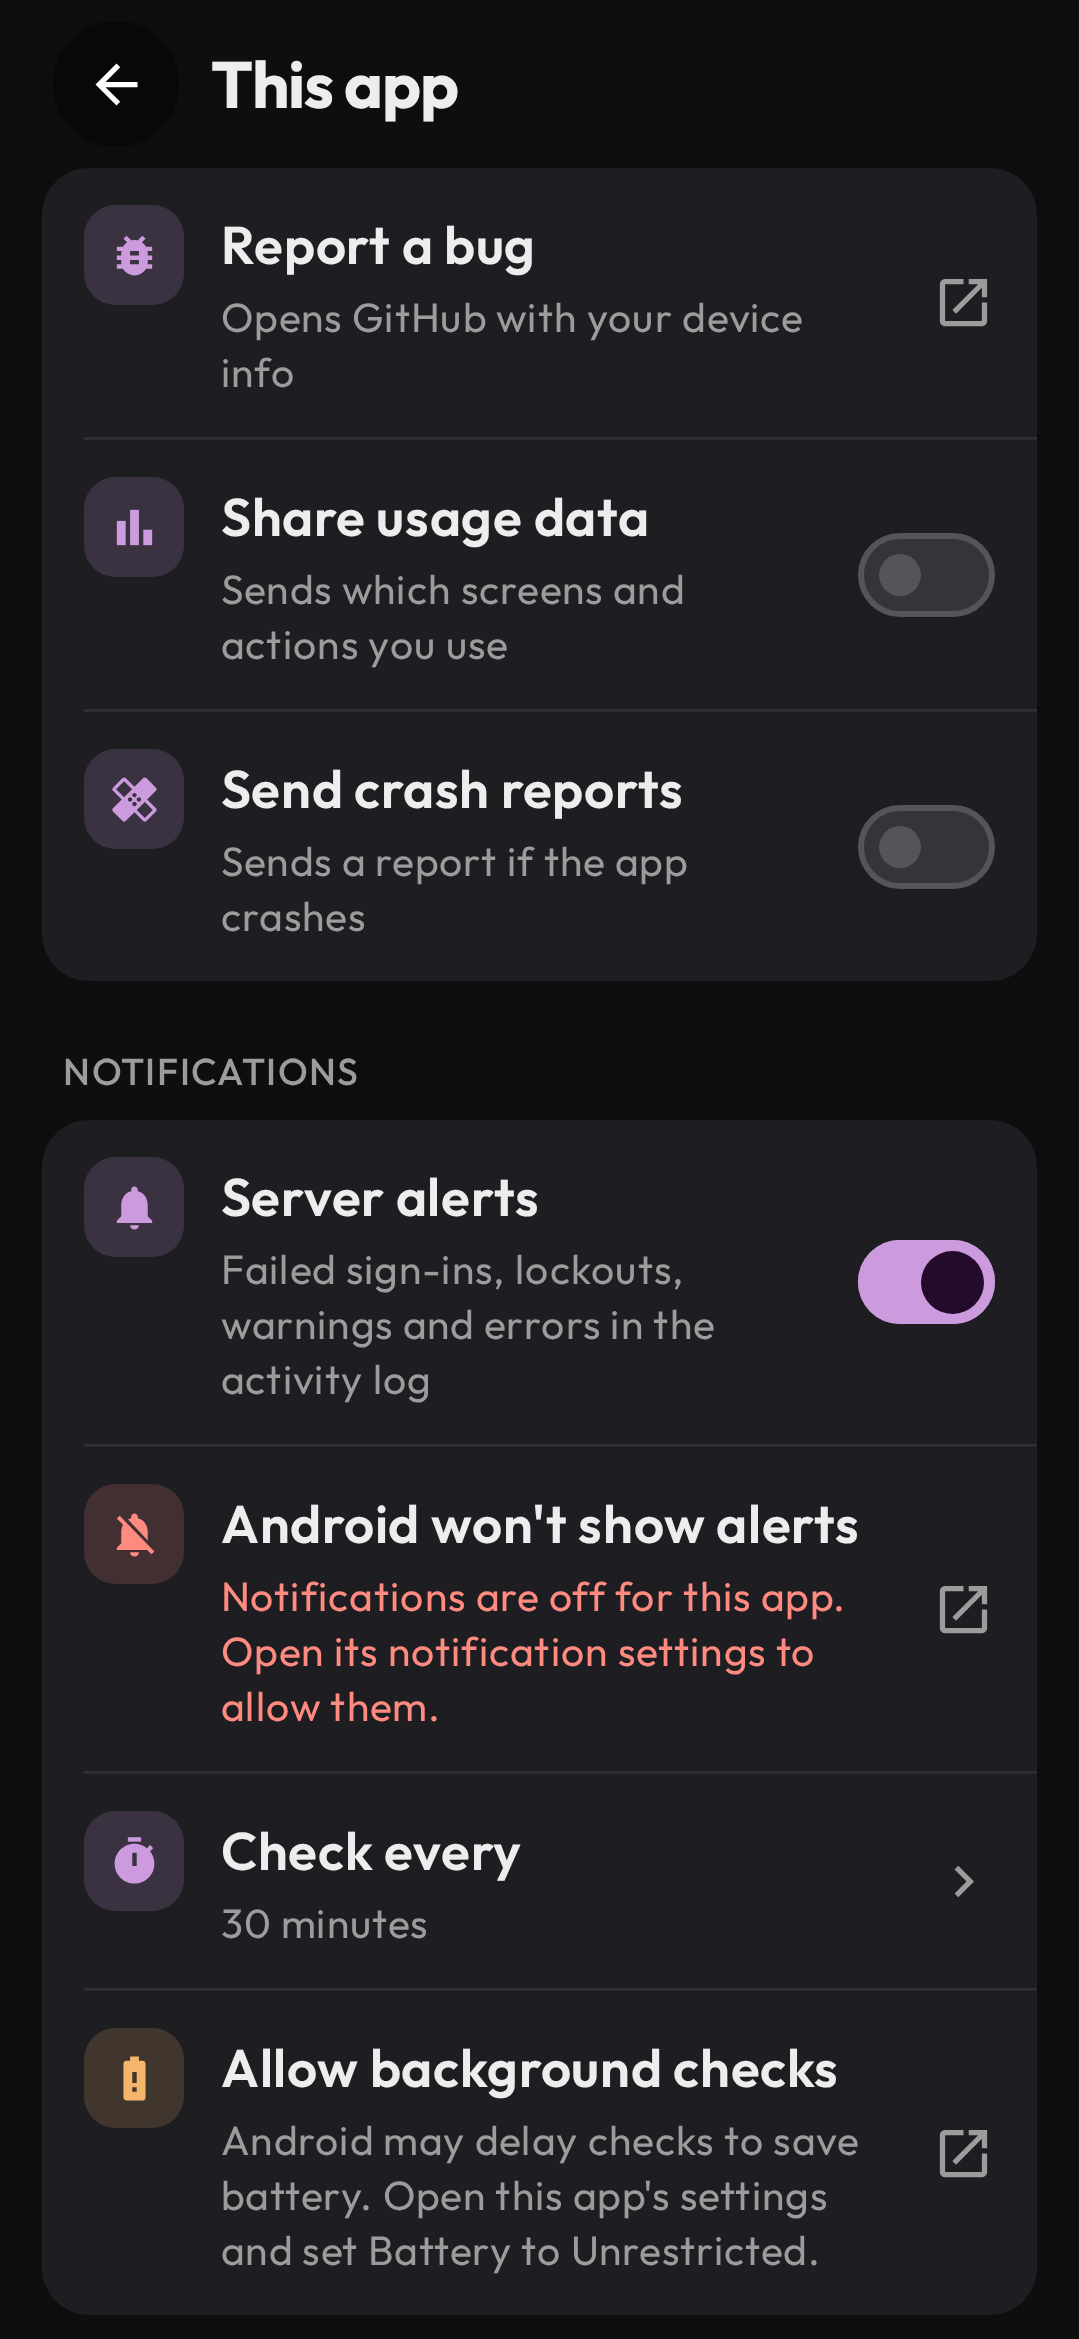 This app
Report a bug
Opens GitHub with your device
info
Share usage data
Sends which screens and
actions you use
Send crash reports
Sends a report if the app
crashes
NOTIFICATIONS
Server alerts
Failed sign-ins, lockouts,
warnings and errors in the
activity log
Android won't show alerts
Notifications are off for this app.
Open its notification settings to
allow them.
Check every
30 minutes
Allow background checks
Android may delay checks to save
battery. Open this app's settings
and set Battery to Unrestricted.